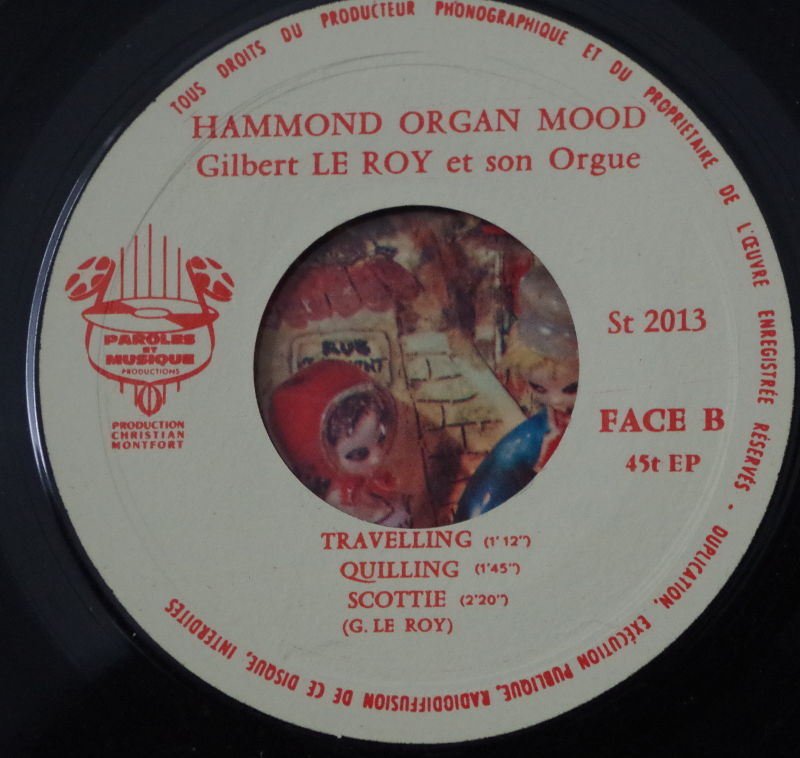 TOUS DROITS DU PRODUCTEUR PHONOGRAPHIQUE ET DU PROPRIETAIRE DE L'ŒUVRE ENREGISTRÉE RÉSERVÉS - DUPLICATION, EXÉCUTION PUBLIQUE, RADIODIFFUSION DE CE DISQUE, INTERDITES
HAMMOND ORGAN MOOD
Gilbert LE ROY et son Orgue
PAROLES
ET
MUSIQUE
PRODUCTIONS
PRODUCTION
CHRISTIAN
MONTFORT
RUE
St 2013
FACE B
45t EP
TRAVELLING (1'12")
QUILLING (1'45")
SCOTTIE (2'20")
(G. LE ROY)